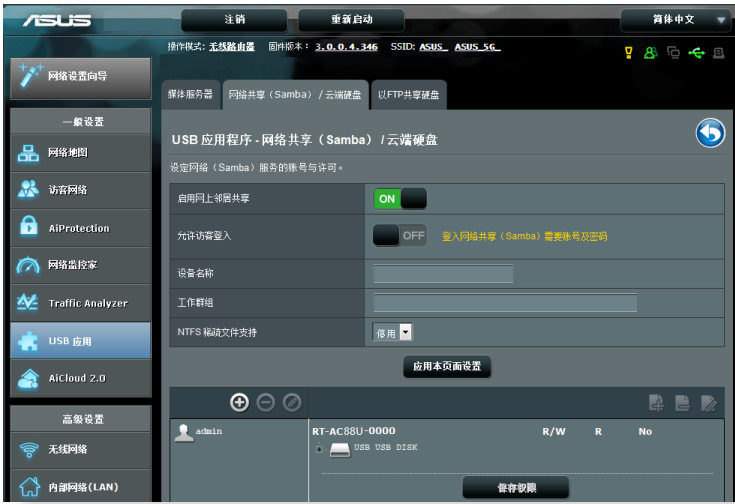 ASUS 注销 重新启动 简体中文
操作模式: 无线路由器 固件版本: 3.0.0.4.346 SSID: ASUS_ ASUS_5G_
网络设置向导
媒体服务器 网络共享（Samba）/ 云端硬盘 以FTP共享硬盘
一般设置
USB 应用程序 - 网络共享（Samba） / 云端硬盘
网络地图
设定网络（Samba）服务的账号与许可。
访客网络
启用网上邻居共享 ON
AiProtection
允许访客登入 OFF 登入网络共享（Samba）需要账号及密码
网络监控家
设备名称
Traffic Analyzer
工作群组
USB 应用
NTFS 稀疏文件支持 停用
AiCloud 2.0
应用本页面设置
高级设置
admin RT-AC88U-0000 R/W R No
USB USB DISK
无线网络
内部网络(LAN)
保存权限